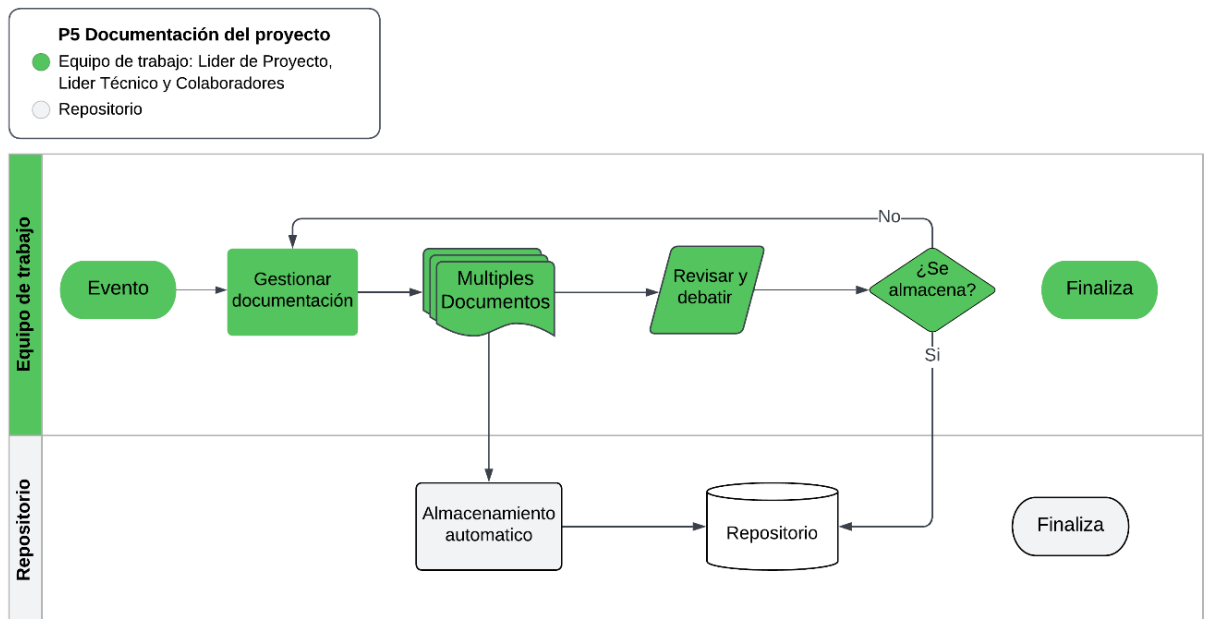 P5 Documentación del proyecto
Equipo de trabajo: Lider de Proyecto,
Lider Técnico y Colaboradores
Repositorio
Equipo de trabajo
No
Evento
Gestionar
documentación
Multiples
Documentos
Revisar y
debatir
¿Se
almacena?
Finaliza
Si
Repositorio
Almacenamiento
automatico
Repositorio
Finaliza